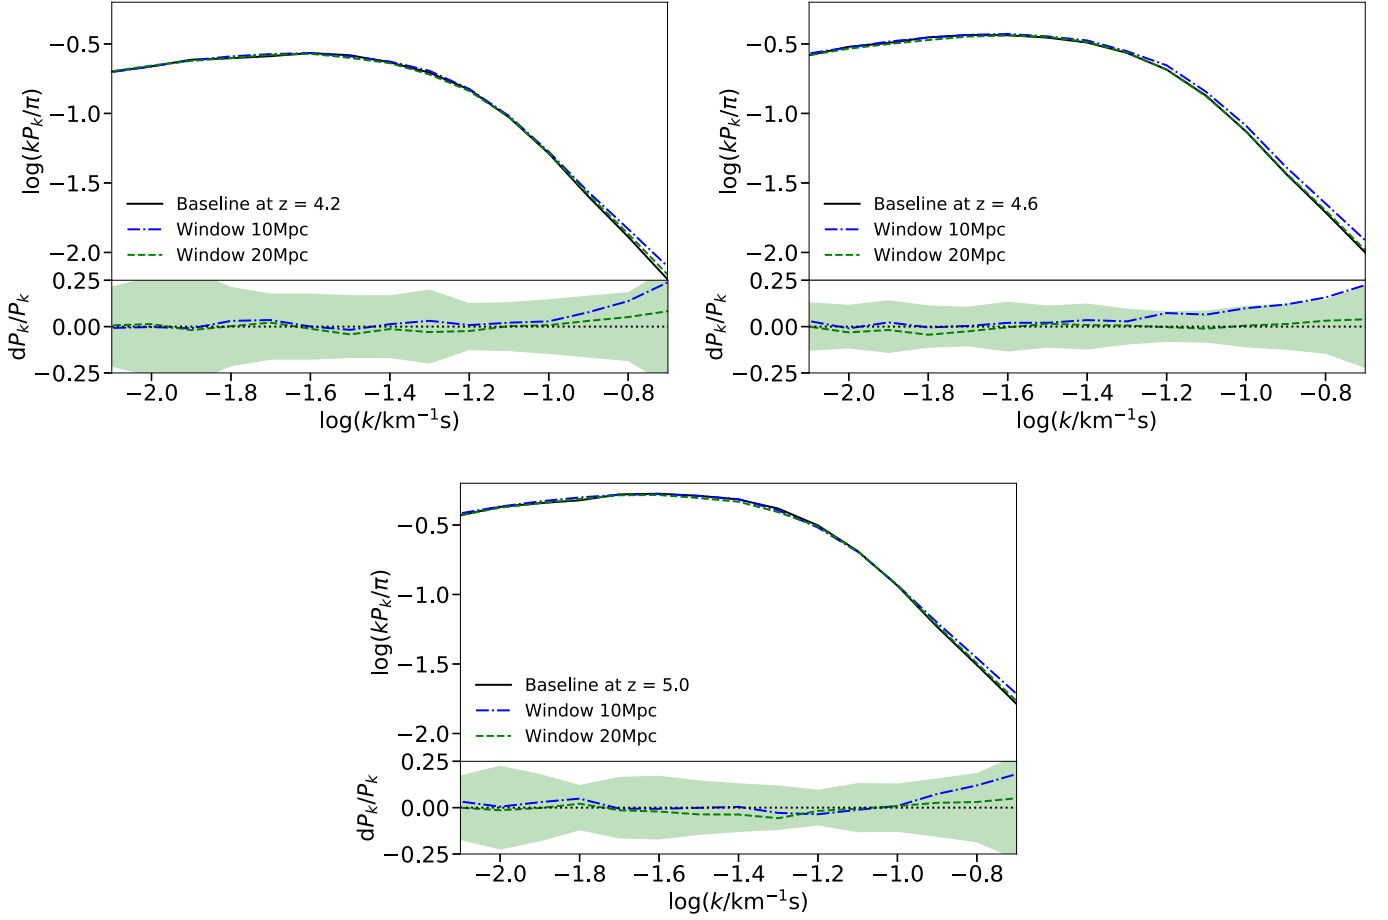 log(kP_k/π)
−0.5
−1.0
−1.5
−2.0
Baseline at z = 4.2
Window 10Mpc
Window 20Mpc
dP_k/P_k
0.25
0.00
−0.25
−2.0 −1.8 −1.6 −1.4 −1.2 −1.0 −0.8
log(k/km⁻¹s)
log(kP_k/π)
−0.5
−1.0
−1.5
−2.0
Baseline at z = 4.6
Window 10Mpc
Window 20Mpc
dP_k/P_k
0.25
0.00
−0.25
−2.0 −1.8 −1.6 −1.4 −1.2 −1.0 −0.8
log(k/km⁻¹s)
log(kP_k/π)
−0.5
−1.0
−1.5
−2.0
Baseline at z = 5.0
Window 10Mpc
Window 20Mpc
dP_k/P_k
0.25
0.00
−0.25
−2.0 −1.8 −1.6 −1.4 −1.2 −1.0 −0.8
log(k/km⁻¹s)